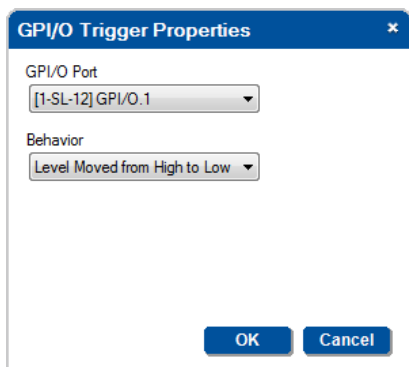 GPI/O Trigger Properties
GPI/O Port
[1-SL-12] GPI/O.1
Behavior
Level Moved from High to Low
OK Cancel